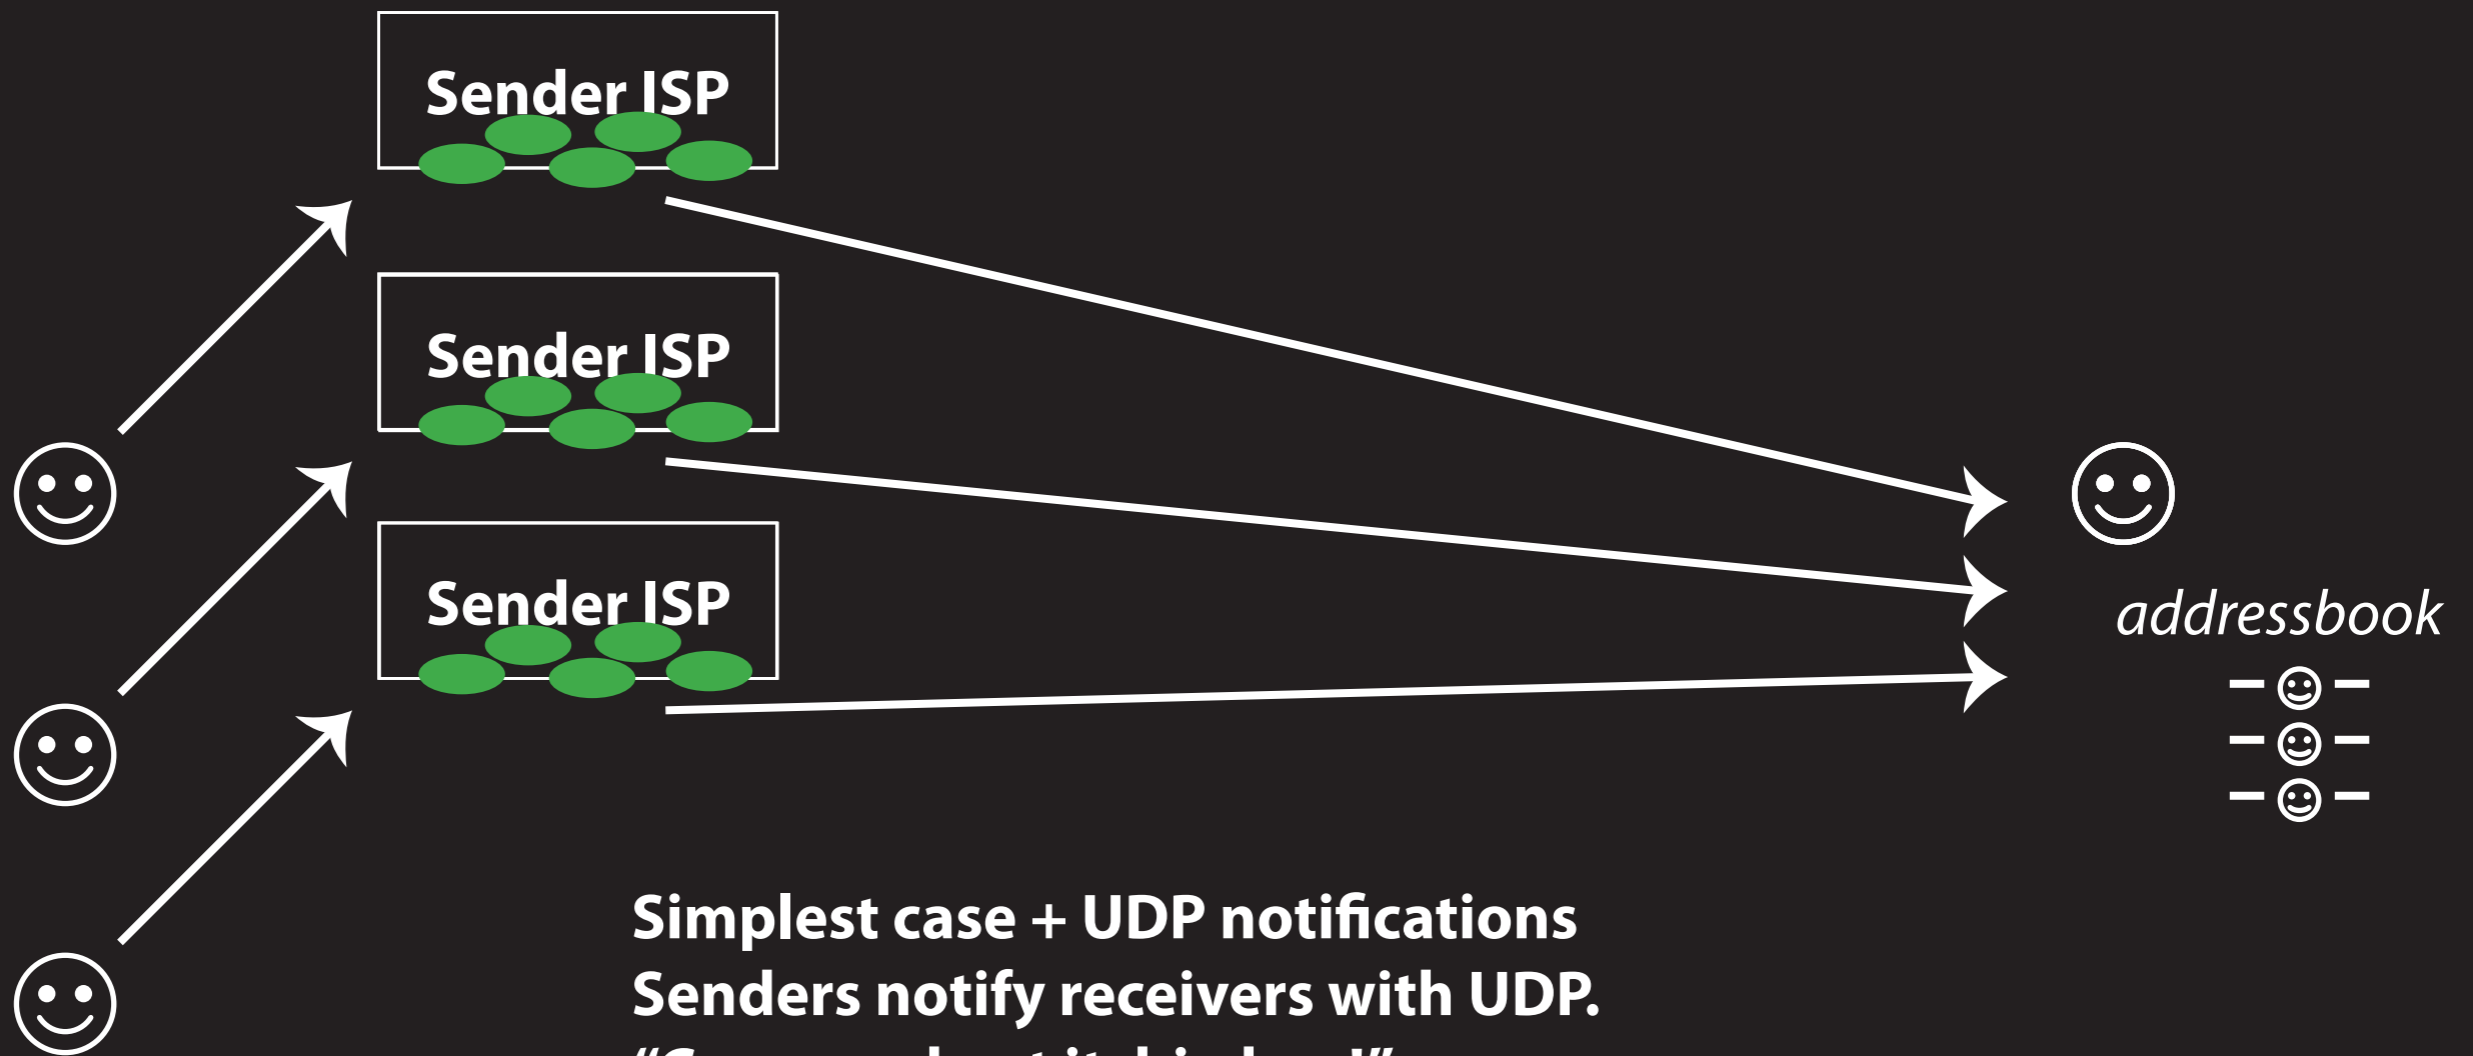 Sender ISP
Sender ISP
Sender ISP
addressbook
Simplest case + UDP notifications
Senders notify receivers with UDP.